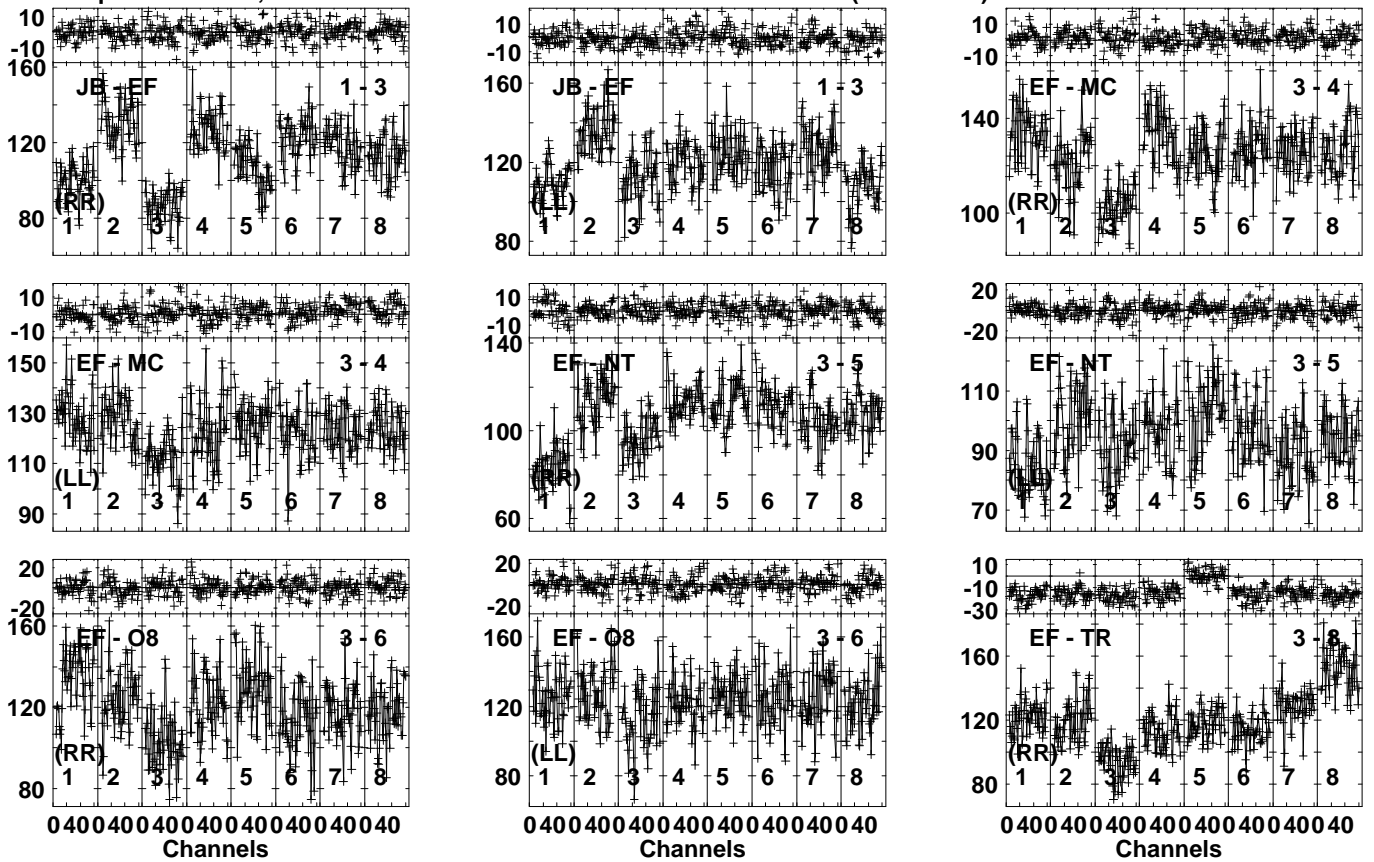 10 10 10
-10 -10 -10
160
JB - EF 1 - 3
120
(RR)
80
1 2 3 4 5 6 7 8
160
JB - EF 1 - 3
120
(LL)
80
1 2 3 4 5 6 7 8
EF - MC 3 - 4
140
(RR)
100
1 2 3 4 5 6 7 8
10 10 20
-10 -10 -20
150
EF - MC 3 - 4
130
110
(LL)
90
1 2 3 4 5 6 7 8
140
EF - NT 3 - 5
100
(RR)
60
1 2 3 4 5 6 7 8
EF - NT 3 - 5
110
90
(LL)
70
1 2 3 4 5 6 7 8
20 20 10
-20 -20 -10
-30
160
EF - O8 3 - 6
120
(RR)
80
1 2 3 4 5 6 7 8
160
EF - O8 3 - 6
120
(LL)
80
1 2 3 4 5 6 7 8
EF - TR 3 - 8
160
120
(RR)
80
1 2 3 4 5 6 7 8
0 40 0 40 0 40 0 40 0 40 0 40 0 40 0 40
Channels
0 40 0 40 0 40 0 40 0 40 0 40 0 40 0 40
Channels
0 40 0 40 0 40 0 40 0 40 0 40 0 40 0 40
Channels